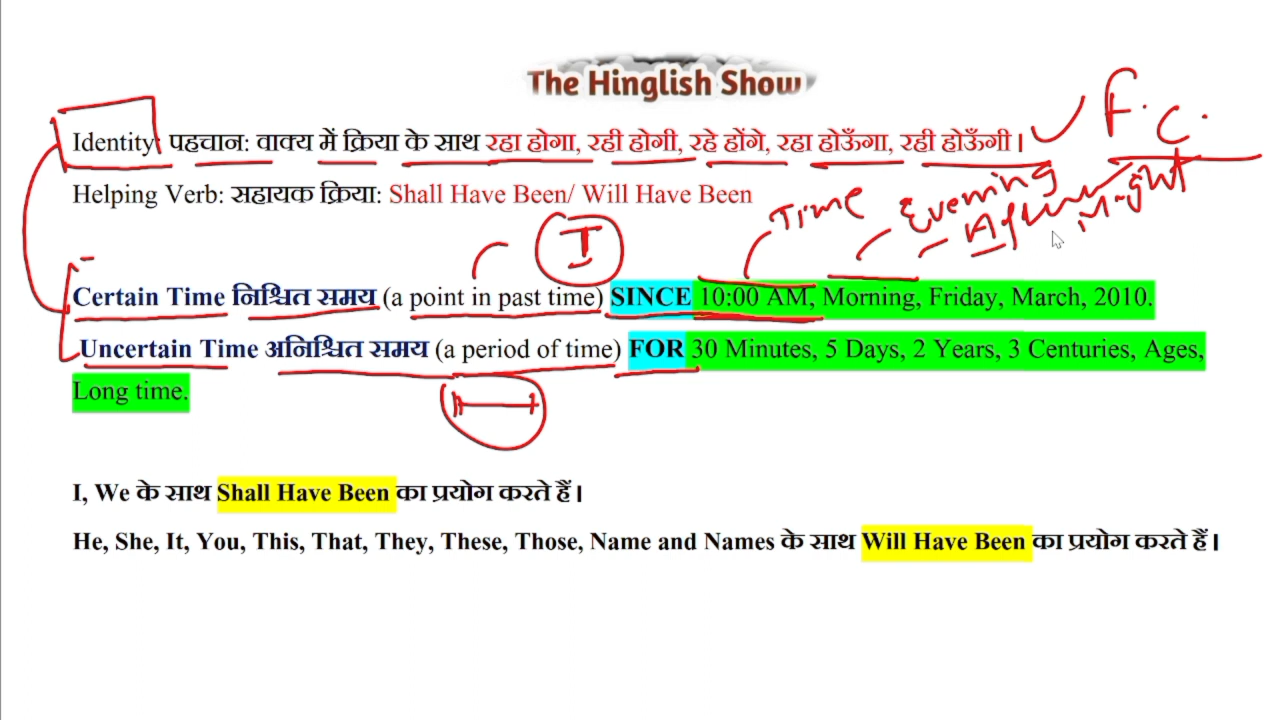 The Hinglish Show
F. C.
Identity: पहचान: वाक्य में क्रिया के साथ रहा होगा, रही होगी, रहे होंगे, रहा होऊँगा, रही होऊँगी।
Helping Verb: सहायक क्रिया: Shall Have Been/ Will Have Been
Time Evening Night
I
Certain Time निश्चित समय (a point in past time) SINCE 10:00 AM, Morning, Friday, March, 2010.
Uncertain Time अनिश्चित समय (a period of time) FOR 30 Minutes, 5 Days, 2 Years, 3 Centuries, Ages,
Long time.
I, We के साथ Shall Have Been का प्रयोग करते हैं।
He, She, It, You, This, That, They, These, Those, Name and Names के साथ Will Have Been का प्रयोग करते हैं।